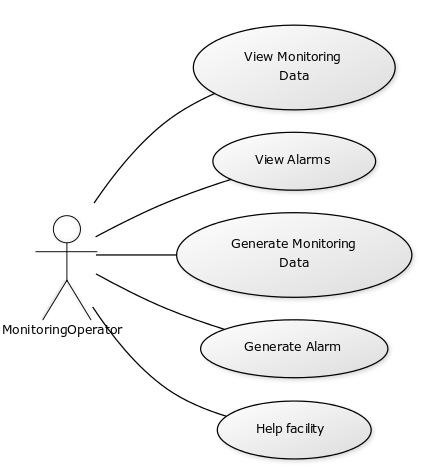 View Monitoring
Data
View Alarms
Generate Monitoring
Data
MonitoringOperator
Generate Alarm
Help facility